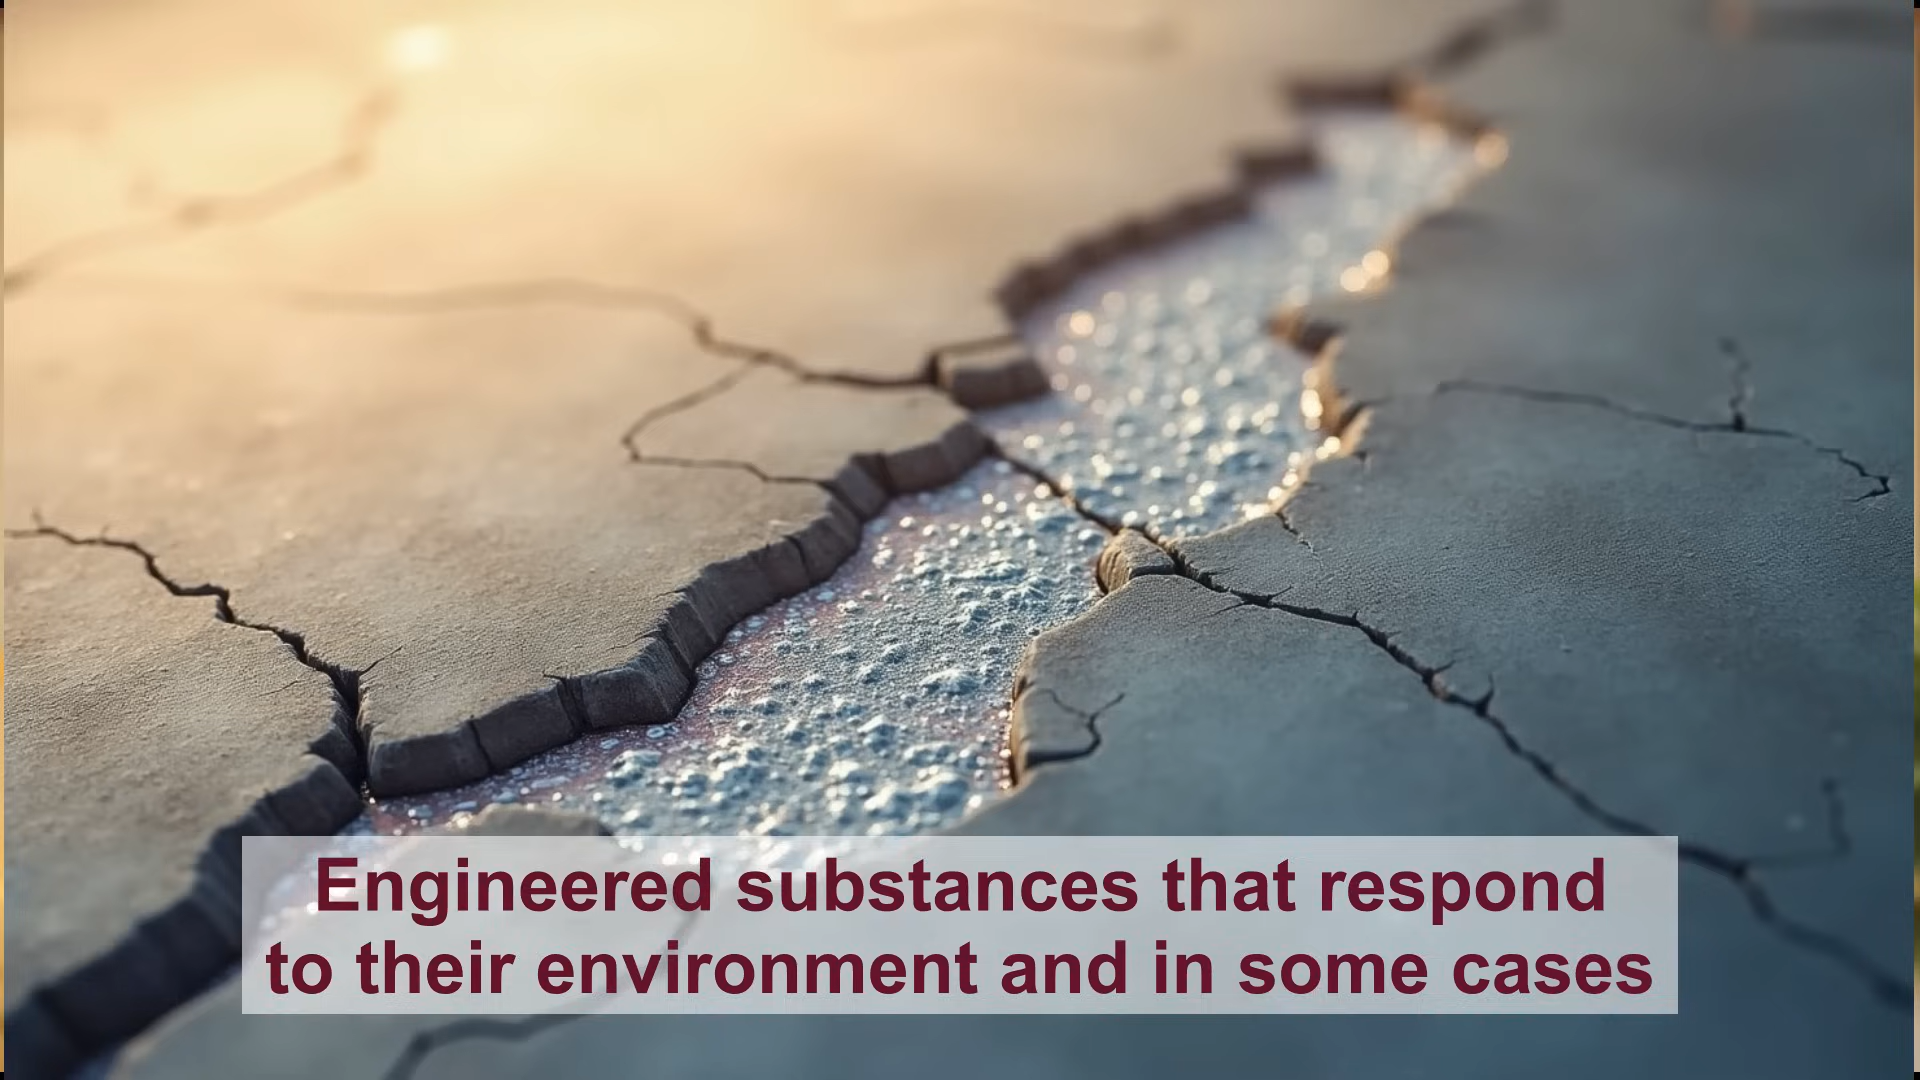 Engineered substances that respond
to their environment and in some cases